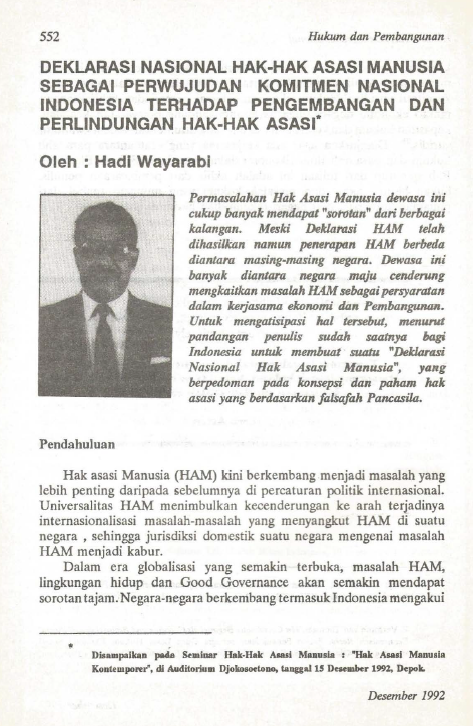 552 Hukum dan Pembangunan
DEKLARASI NASIONAL HAK-HAK ASASI MANUSIA
SEBAGAI PERWUJUDAN KOMITMEN NASIONAL
INDONESIA TERHADAP PENGEMBANGAN DAN
PERLINDUNGAN HAK-HAK ASASI*
Oleh : Hadi Wayarabi
Permasalahan Hak Asasi Manusia dewasa ini
cukup banyak mendapat "sorotan" dari berbagai
kalangan. Meski Deklarasi HAM telah
dihasilkan namun penerapan HAM berbeda
diantara masing-masing negara. Dewasa ini
banyak diantara negara maju cenderung
mengkaitkan masalah HAM sebagai persyaratan
dalam kerjasama ekonomi dan Pembangunan.
Untuk mengatisipasi hal tersebut, menurut
pandangan penulis sudah saatnya bagi
Indonesia untuk membuat suatu "Deklarasi
Nasional Hak Asasi Manusia", yang
berpedoman pada konsepsi dan paham hak
asasi yang berdasarkan falsafah Pancasila.
Pendahuluan
Hak asasi Manusia (HAM) kini berkembang menjadi masalah yang
lebih penting daripada sebelumnya di percaturan politik internasional.
Universalitas HAM menimbulkan kecenderungan ke arah terjadinya
internasionalisasi masalah-masalah yang menyangkut HAM di suatu
negara , sehingga jurisdiksi domestik suatu negara mengenai masalah
HAM menjadi kabur.
Dalam era globalisasi yang semakin terbuka, masalah HAM,
lingkungan hidup dan Good Governance akan semakin mendapat
sorotan tajam. Negara-negara berkembang termasuk Indonesia mengakui
* Disampaikan pada Seminar Hak-Hak Asasi Manusia : "Hak Asasi Manusia
Kontemporer", di Auditorium Djokosoetono, tanggal 15 Desember 1992, Depok.
Desember 1992